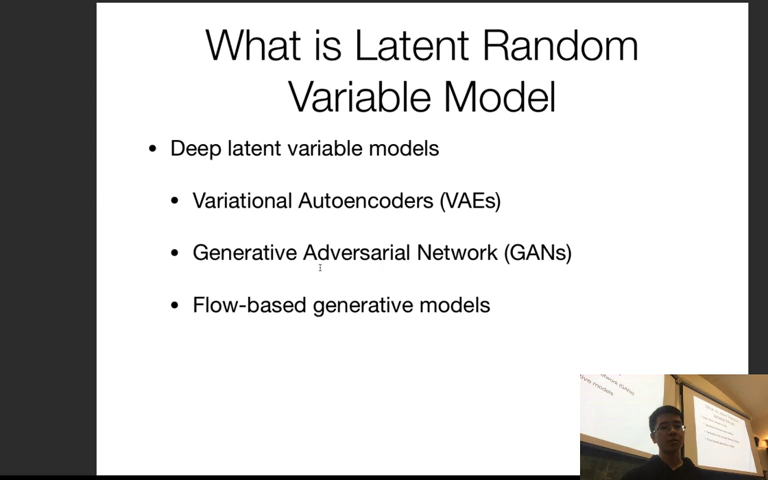 What is Latent Random
Variable Model
• Deep latent variable models
• Variational Autoencoders (VAEs)
• Generative Adversarial Network (GANs)
• Flow-based generative models